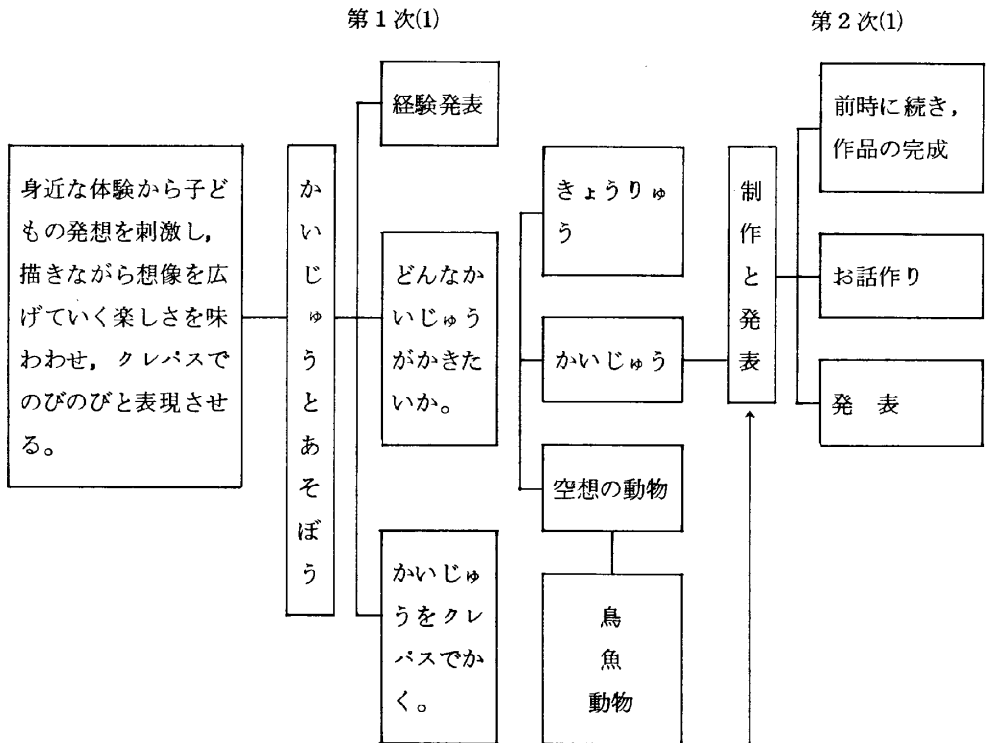 第1次(1)
第2次(1)
身近な体験から子ど
もの発想を刺激し,
描きながら想像を広
げていく楽しさを味
わわせ,クレパスで
のびのびと表現させ
る。
かいじゅうとあそぼう
経験発表
どんなか
いじゅう
がかきた
いか。
かいじゅ
うをクレ
パスでか
く。
きょうりゅ
う
かいじゅう
空想の動物
鳥
魚
動物
制作と発表
前時に続き,
作品の完成
お話作り
発 表